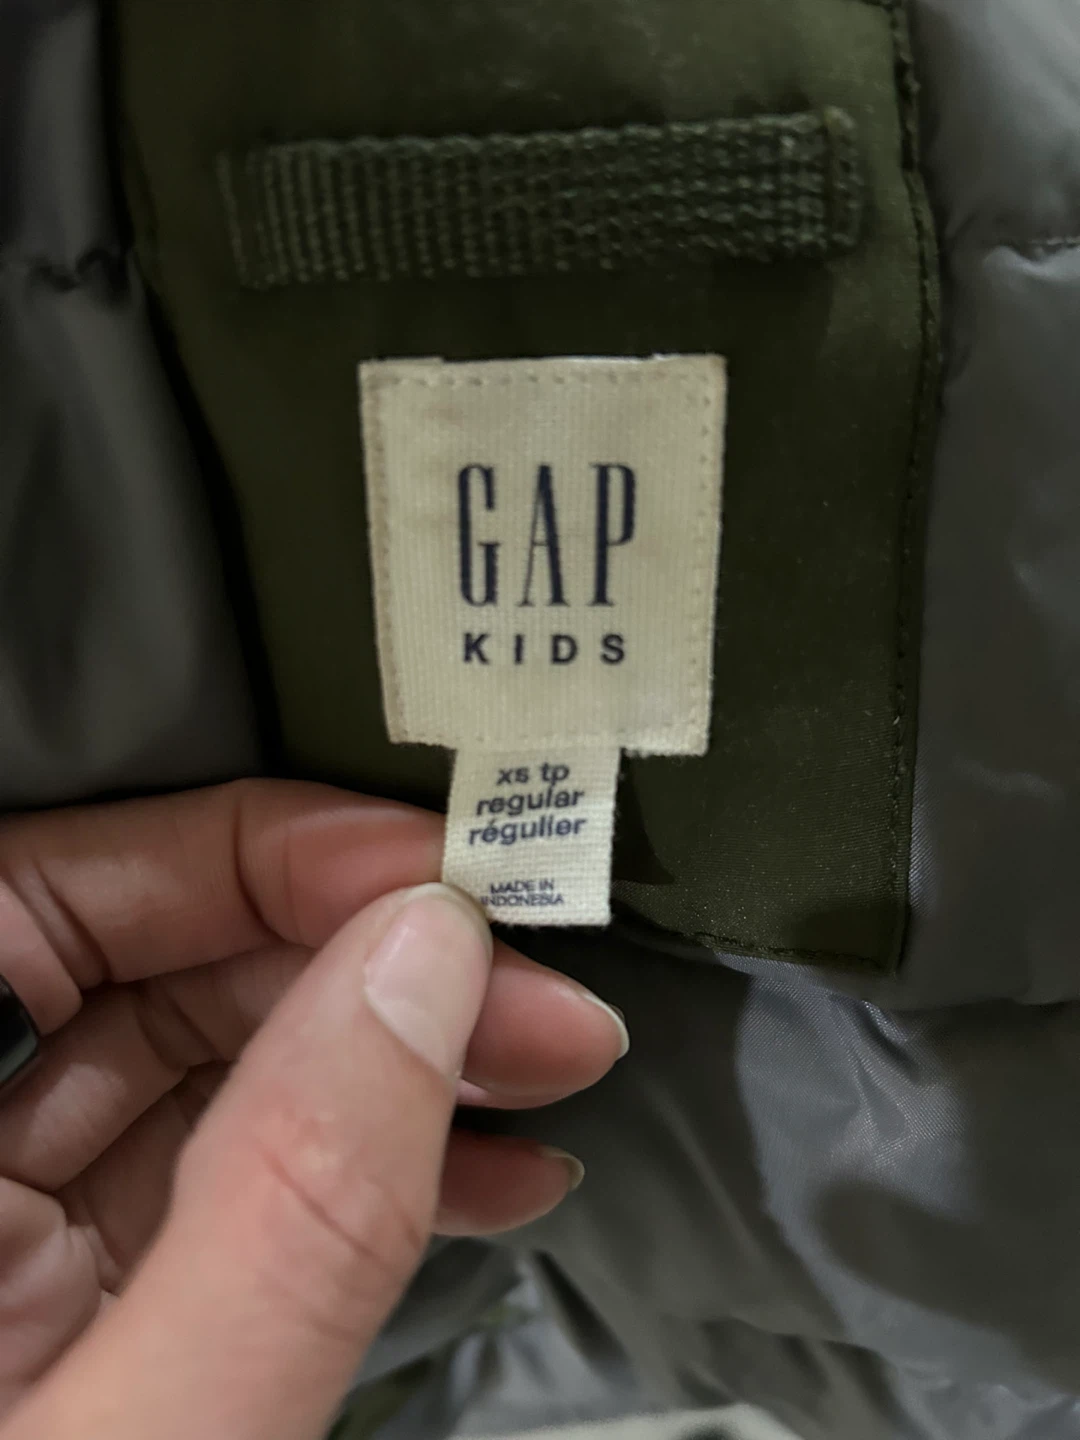 GAP
KIDS
xs tp
regular
régulier
MADE IN
INDONESIA